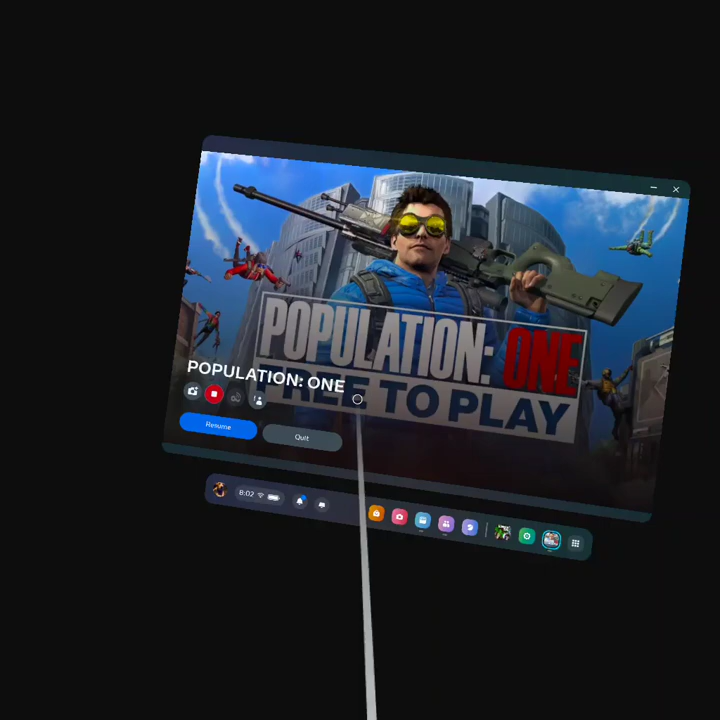 POPULATION: ONE
FREE TO PLAY
POPULATION: ONE
Resume
Quit
8:02